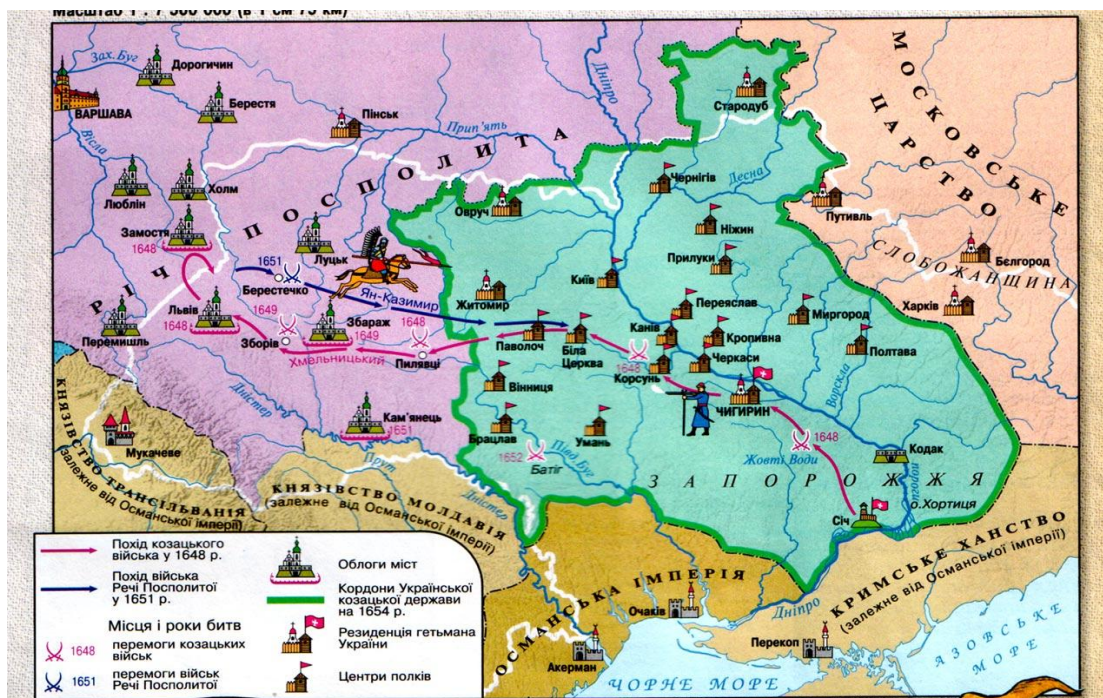 Масштаб 1 : 7 500 000 (в 1 см 75 км)
Зах. Буг
Дорогичин
ВАРШАВА
Берестя
Пінськ
Прип'ять
Дніпро
Стародуб
МОСКОВСЬКЕ
ЦАРСТВО
Вісла
Люблін
Холм
РІЧ ПОСПОЛИТА
Чернігів
Десна
Овруч
Путивль
Замостя
1648
Луцьк
Ніжин
СЛОБОЖАНЩИНА
Бєлгород
1651
Берестечко
Прилуки
Київ
Ян-Казимир
Житомир
Харків
Львів
1648
1649
Збараж
1649
1648
Переяслав
Миргород
Перемишль
Зборів
Хмельницький
Пилявці
Паволоч
Біла
Церква
Канів
1648
Корсунь
Кропивна
Черкаси
Полтава
Ворскла
Вінниця
ЧИГИРИН
Дністер
Кам'янець
1651
Брацлав
1652
Батіг
Умань
Півд. Буг
1648
Жовті Води
Кодак
Мукачеве
Прут
ЗАПОРОЖЖЯ
о.Хортиця
Січ
КНЯЗІВСТВО ТРАНСІЛЬВАНІЯ
(залежне від Османської імперії)
КНЯЗІВСТВО МОЛДАВІЯ
(залежне від Османської імперії)
Дністер
ОСМАНСЬКА ІМПЕРІЯ
КРИМСЬКЕ ХАНСТВО
(залежне від Османської імперії)
Дніпро
Очаків
Акерман
Перекоп
ЧОРНЕ МОРЕ
АЗОВСЬКЕ
МОРЕ
Похід козацького
війська у 1648 р.
Похід війська
Речі Посполитої
у 1651 р.
Місця і роки битв
1648
перемоги козацьких
військ
1651
перемоги військ
Речі Посполитої
Облоги міст
Кордони Української
козацької держави
на 1654 р.
Резиденція гетьмана
України
Центри полків